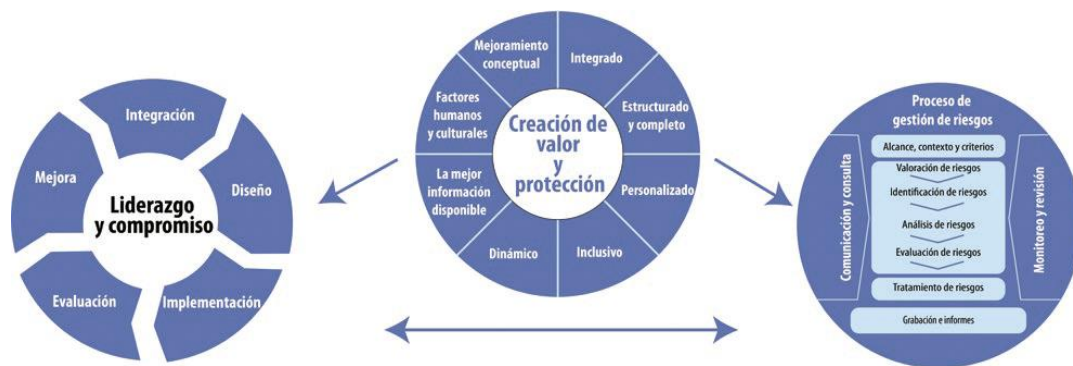 Integración
Diseño
Implementación
Evaluación
Mejora
Liderazgo
y compromiso
Mejoramiento
conceptual
Integrado
Estructurado
y completo
Personalizado
Inclusivo
Dinámico
La mejor
información
disponible
Factores
humanos
y culturales
Creación de
valor
y
protección
Proceso de
gestión de riesgos
Alcance, contexto y criterios
Valoración de riesgos
Identificación de riesgos
Análisis de riesgos
Evaluación de riesgos
Tratamiento de riesgos
Grabación e informes
Comunicación y consulta
Monitoreo y revisión